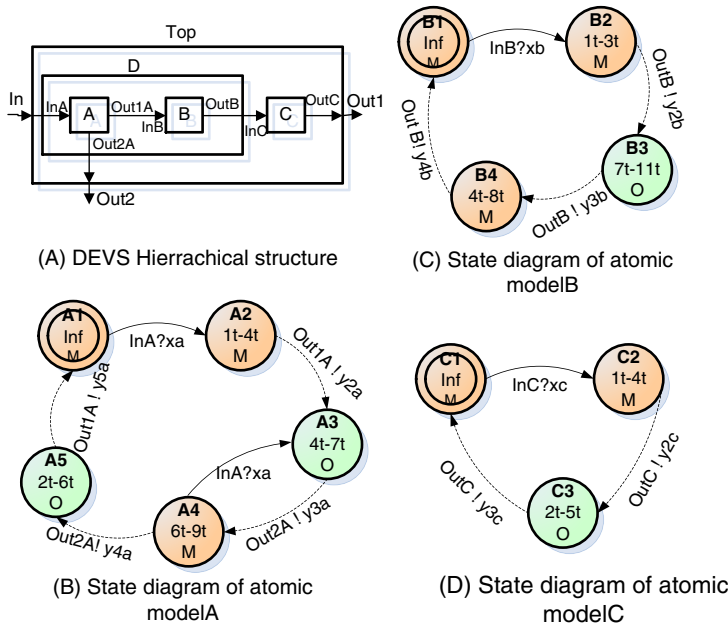 Top
D
In
InA
A
Out1A
InB
B
OutB
InC
C
OutC
Out1
Out2A
Out2
(A) DEVS Hierrachical structure
B1
Inf
M
InB?xb
B2
1t-3t
M
OutB ! y2b
B3
7t-11t
O
OutB ! y3b
B4
4t-8t
M
Out B! y4b
(C) State diagram of atomic
modelB
A1
Inf
M
InA?xa
A2
1t-4t
M
Out1A ! y2a
A3
4t-7t
O
InA?xa
Out2A ! y3a
A4
6t-9t
M
Out2A! y4a
A5
2t-6t
O
Out1A ! y5a
(B) State diagram of atomic
modelA
C1
Inf
M
InC?xc
C2
1t-4t
M
OutC ! y2c
C3
2t-5t
O
OutC ! y3c
(D) State diagram of atomic
modelC